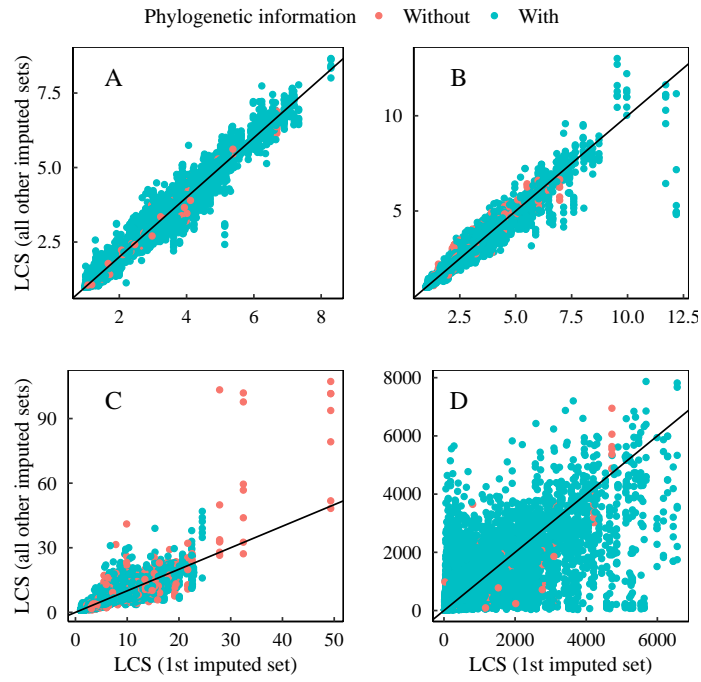 Phylogenetic information Without With
A
B
LCS (all other imputed sets)
7.5
5.0
2.5
10
5
2 4 6 8
2.5 5.0 7.5 10.0 12.5
C
D
LCS (all other imputed sets)
90
60
30
0
8000
6000
4000
2000
0
0 10 20 30 40 50
0 2000 4000 6000
LCS (1st imputed set)
LCS (1st imputed set)